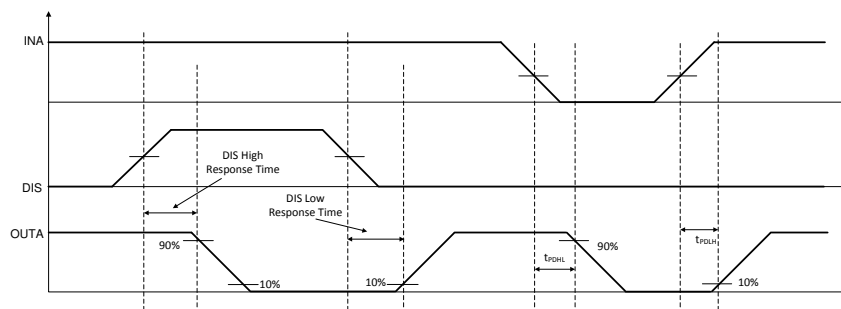 INA
DIS High
Response Time
DIS
DIS Low
Response Time
OUTA
90%
10%
10%
tPDHL
90%
tPDLH
10%